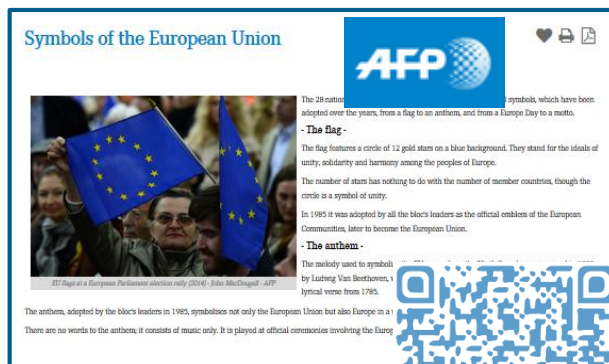 Symbols of the European Union
AFP
The 28 nation symbols, which have been
adopted over the years, from a flag to an anthem, and from a Europe Day to a motto.
- The flag -
The flag features a circle of 12 gold stars on a blue background. They stand for the ideals of
unity, solidarity and harmony among the peoples of Europe.
The number of stars has nothing to do with the number of member countries, though the
circle is a symbol of unity.
In 1985 it was adopted by all the bloc's leaders as the official emblem of the European
Communities, later to become the European Union.
- The anthem -
The melody used to symbolise
by Ludwig Van Beethoven,
lyrical verse from 1785.
EU flags at a European Parliament election rally (2014) - John MacDougall - AFP
The anthem, adopted by the bloc's leaders in 1985, symbolises not only the European Union but also Europe in a
There are no words to the anthem; it consists of music only. It is played at official ceremonies involving the Europ